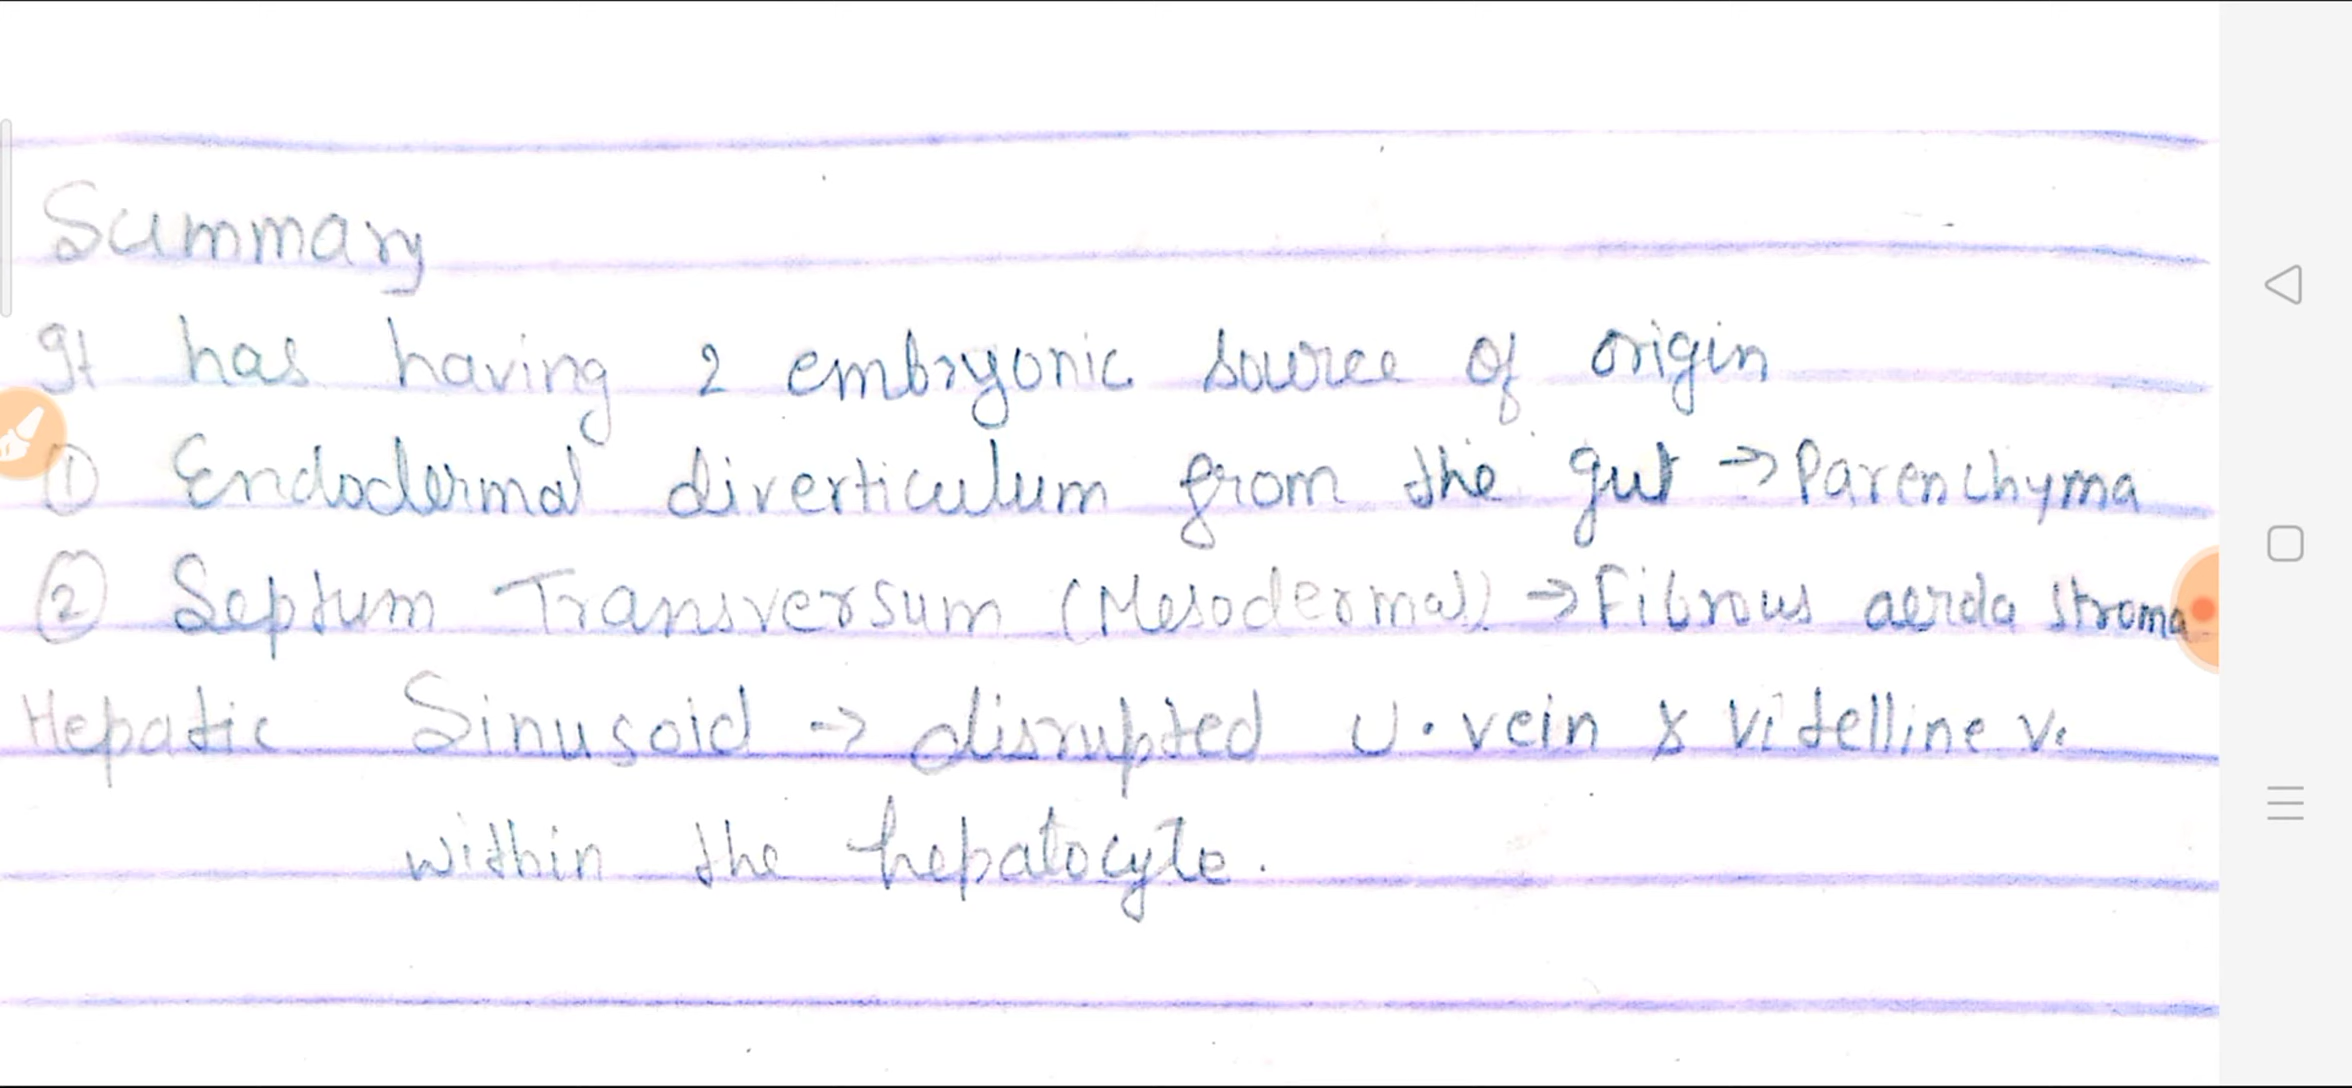 Summary
It has having 2 embryonic source of origin
① Endodermal diverticulum from the gut → Parenchyma
② Septum Transversum (Mesodermal) → Fibrous stroma
Hepatic Sinusoid → disrupted U. vein & vitelline v.
within the hepatocyte.